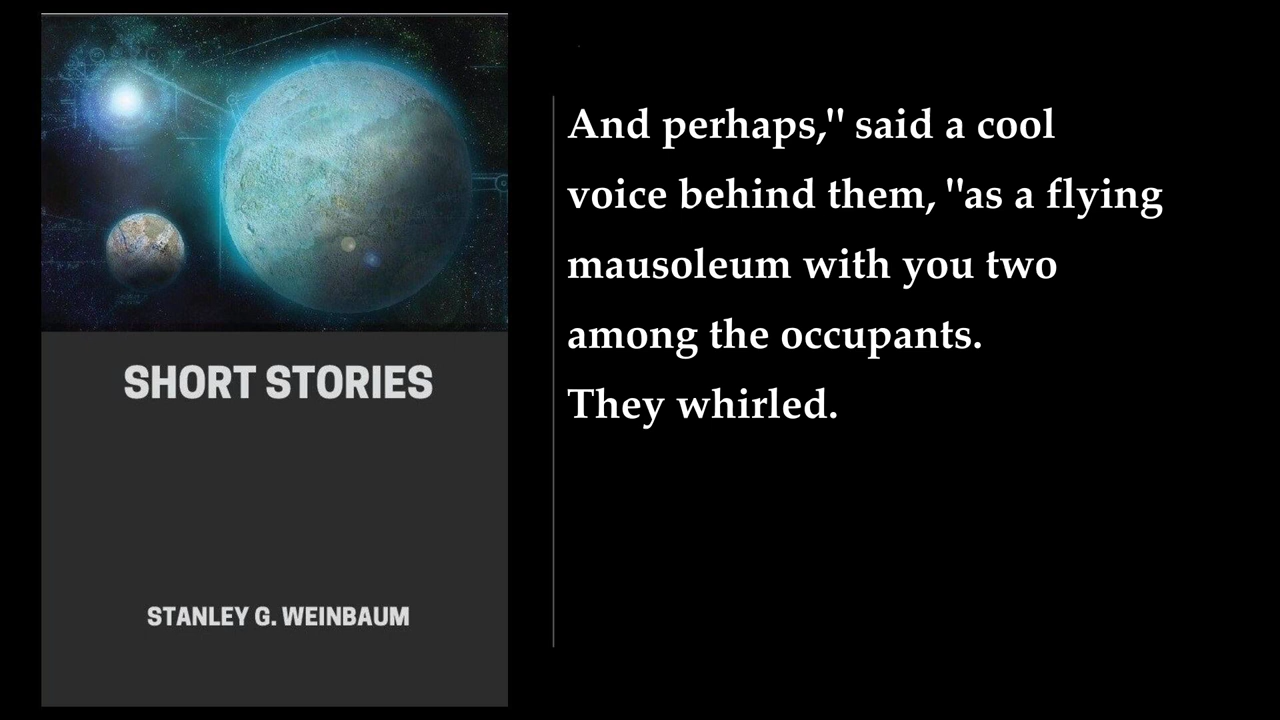 SHORT STORIES
STANLEY G. WEINBAUM
And perhaps," said a cool
voice behind them, "as a flying
mausoleum with you two
among the occupants.
They whirled.